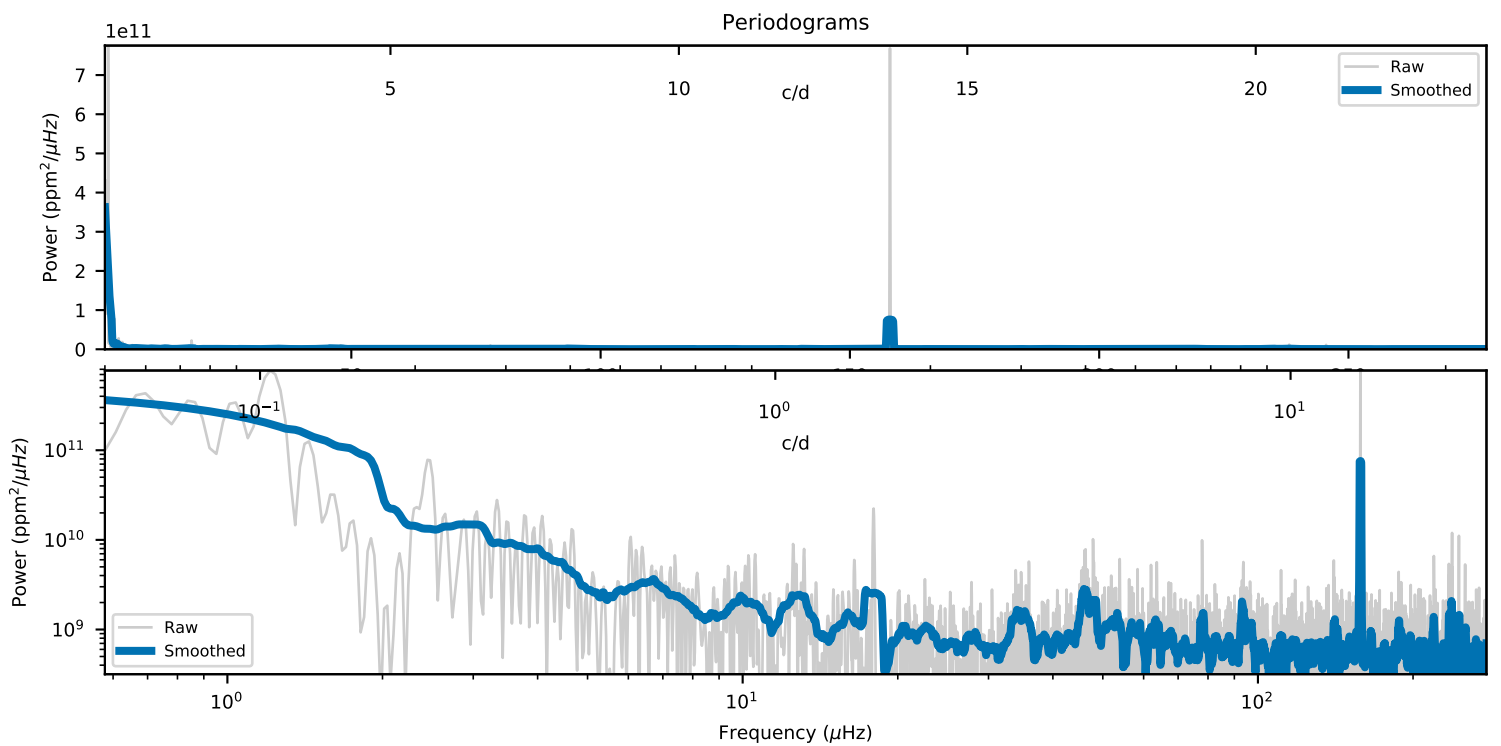 Periodograms
1e11
Power (ppm²/μHz)
7
6
5
4
3
2
1
0
5
10
15
20
c/d
Raw
Smoothed
Power (ppm²/μHz)
10¹¹
10¹⁰
10⁹
10⁻¹
10⁰
10¹
c/d
Raw
Smoothed
10⁰
10¹
10²
Frequency (μHz)